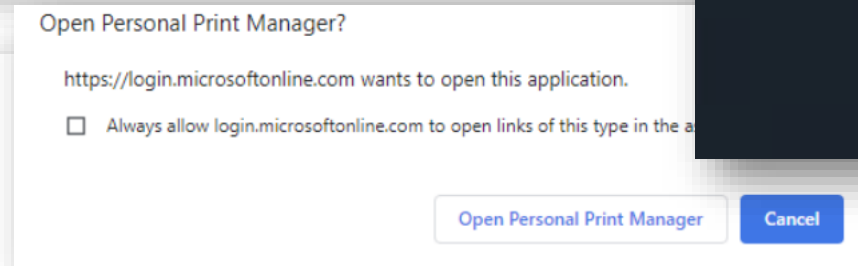 Open Personal Print Manager?
https://login.microsoftonline.com wants to open this application.
Always allow login.microsoftonline.com to open links of this type in the
Open Personal Print Manager Cancel